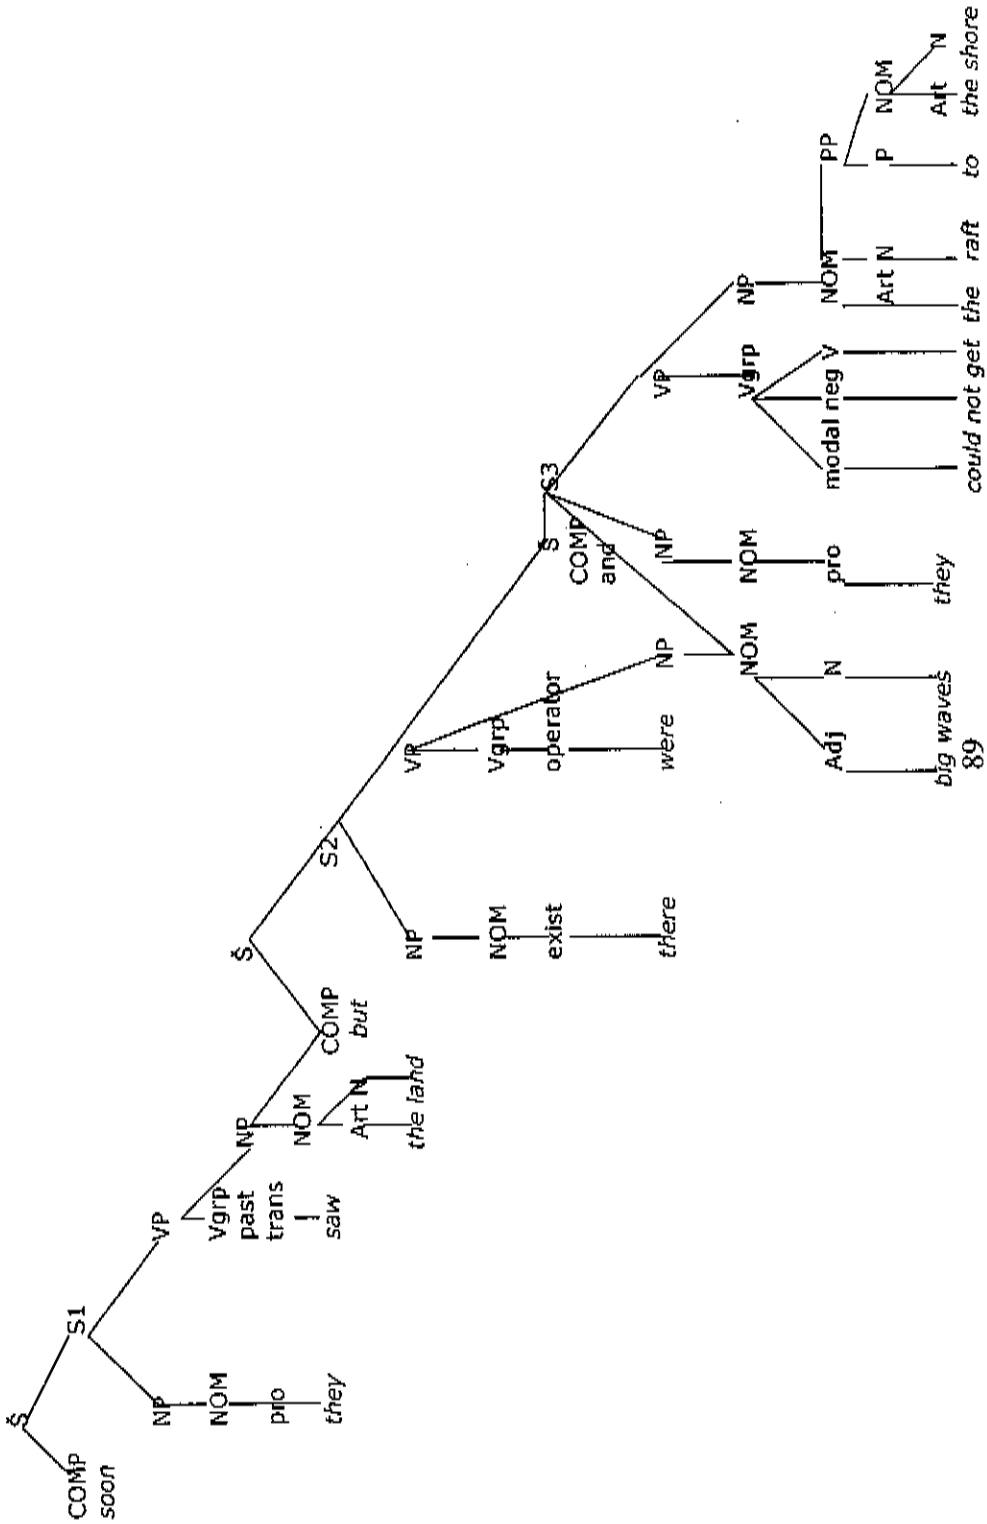 Š
COMP S1
soon
NP VP
NOM Vgrp
past NP Š
pro trans
NOM
they saw COMP S2
Art N but
the land NP VP
NOM Vgrp
exist operator S S3
COMP
and
there were NP NP VP
NOM NOM Vgrp NP
Adj N pro modal neg V NOM PP
Art N P NOM
big waves they Art N
could not get the raft to the shore
89